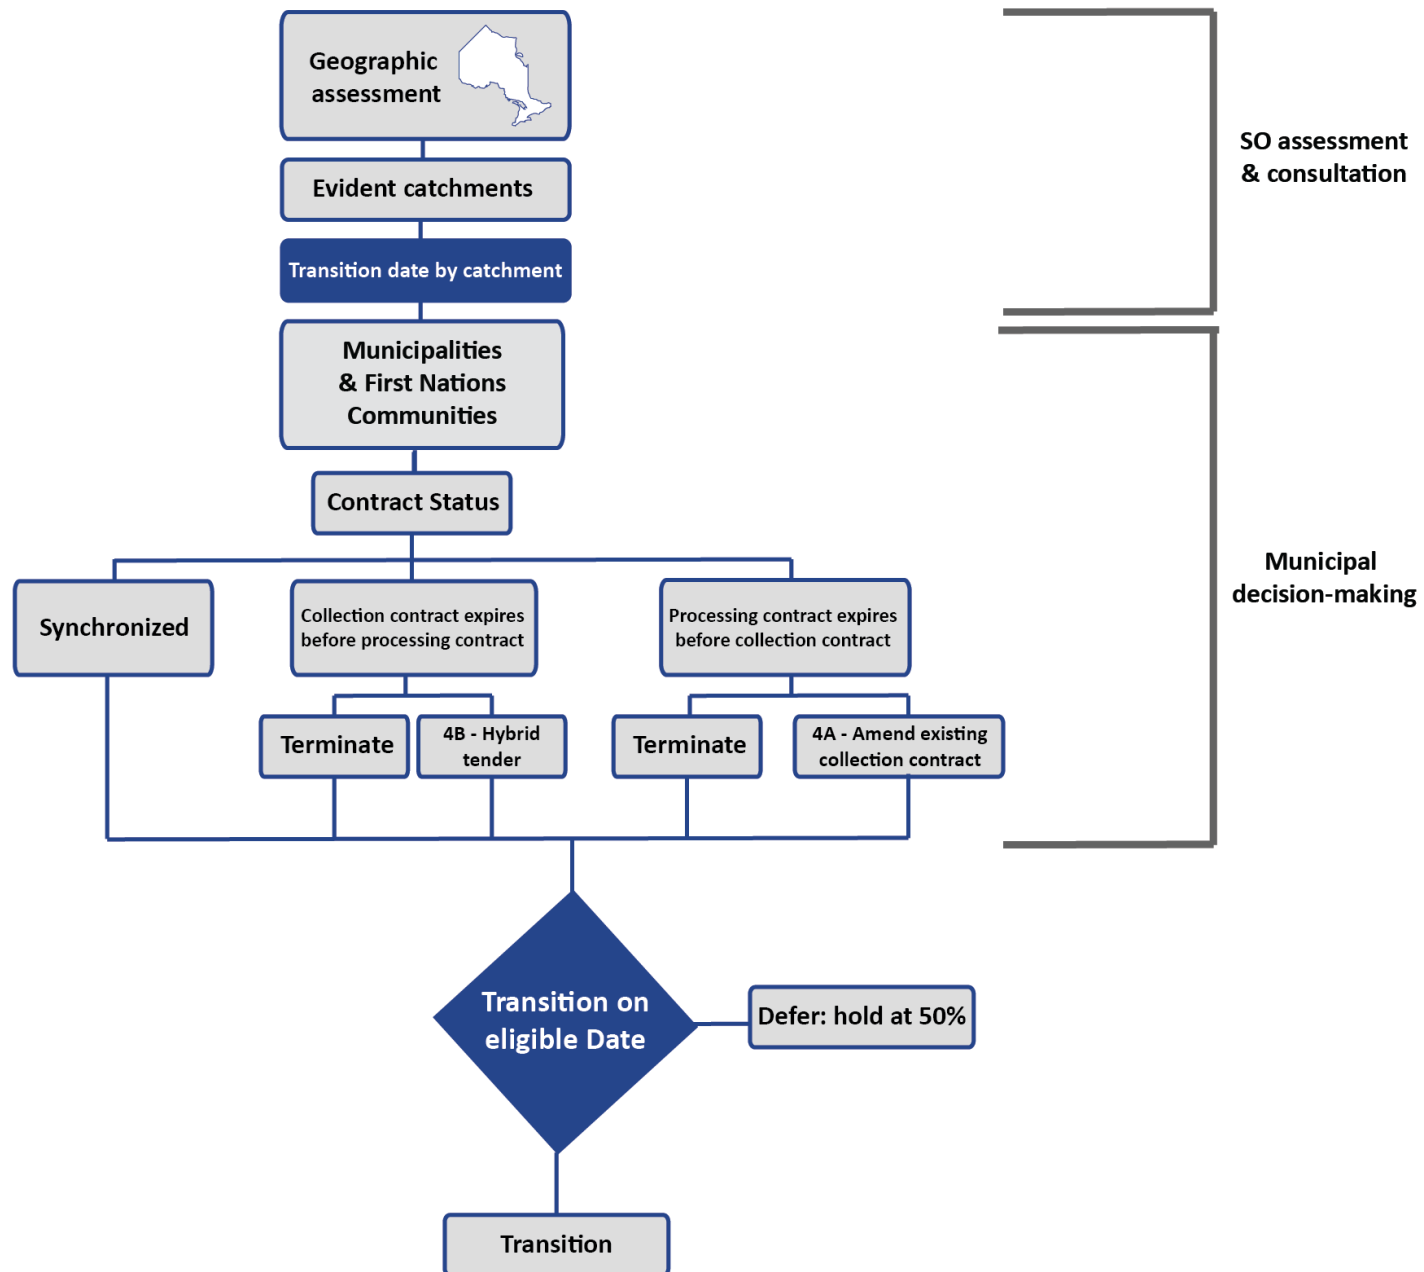 Geographic
assessment
SO assessment
& consultation
Evident catchments
Transition date by catchment
Municipalities
& First Nations
Communities
Contract Status
Municipal
decision-making
Synchronized
Collection contract expires
before processing contract
Processing contract expires
before collection contract
Terminate
4B - Hybrid
tender
Terminate
4A - Amend existing
collection contract
Transition on
eligible Date
Defer: hold at 50%
Transition